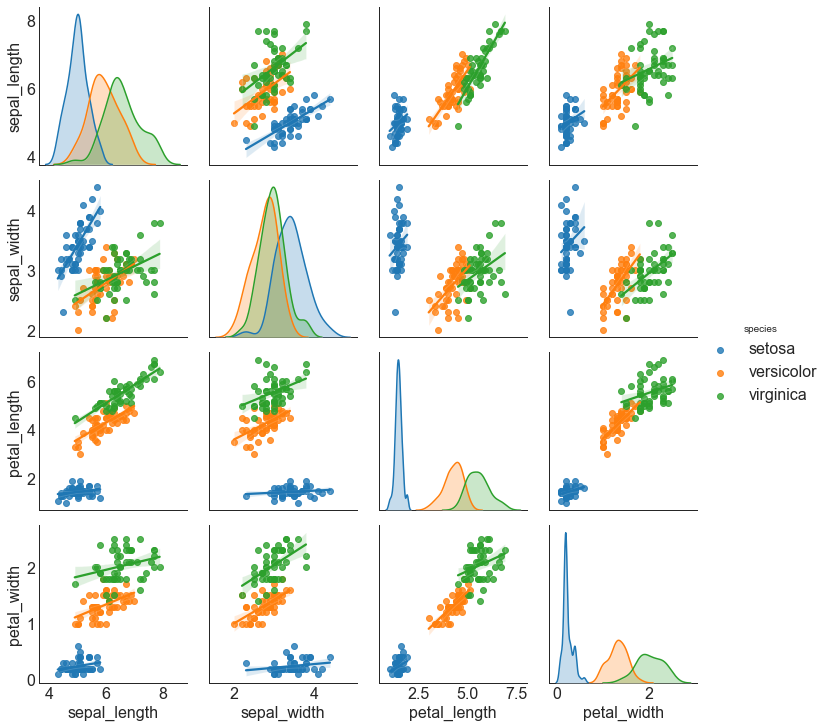 sepal_length
8
6
4
sepal_width
4
3
2
petal_length
6
4
2
petal_width
2
1
0
4 6 8
sepal_length
2 4
sepal_width
2.5 5.0 7.5
petal_length
0 2
petal_width
species
setosa
versicolor
virginica